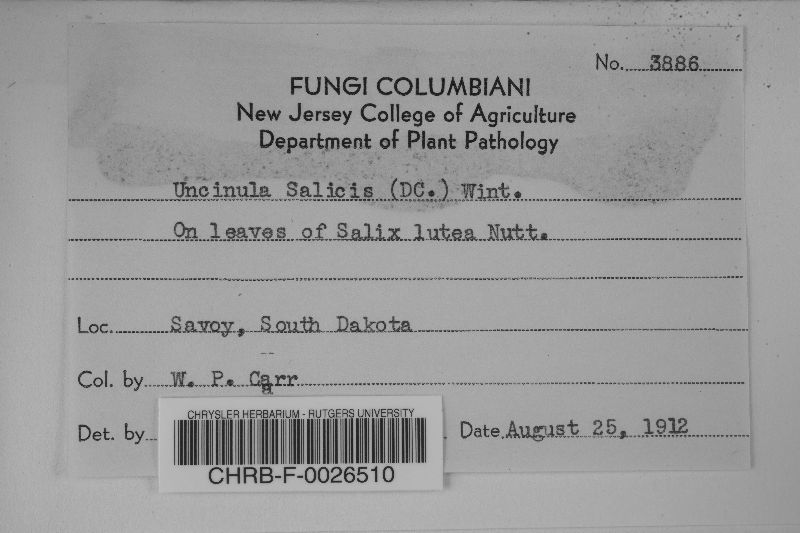 No. 3886
FUNGI COLUMBIANI
New Jersey College of Agriculture
Department of Plant Pathology
Uncinula Salicis (DC.) Wint.
On leaves of Salix lutea Nutt.
Loc. Savoy, South Dakota
Col. by W. P. Carr
Det. by
Date August 25, 1912
CHRYSLER HERBARIUM - RUTGERS UNIVERSITY
CHRB-F-0026510